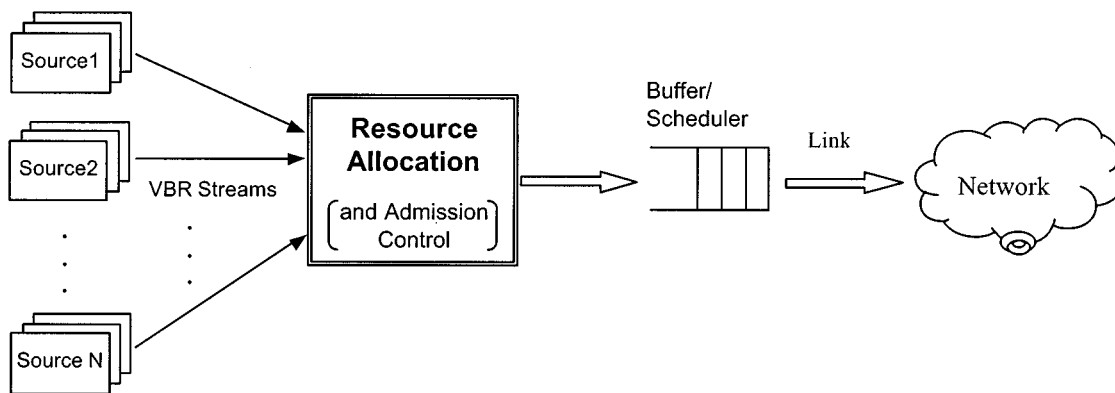 Source1
Source2
VBR Streams
Source N
Resource
Allocation
(and Admission
Control)
Buffer/
Scheduler
Link
Network